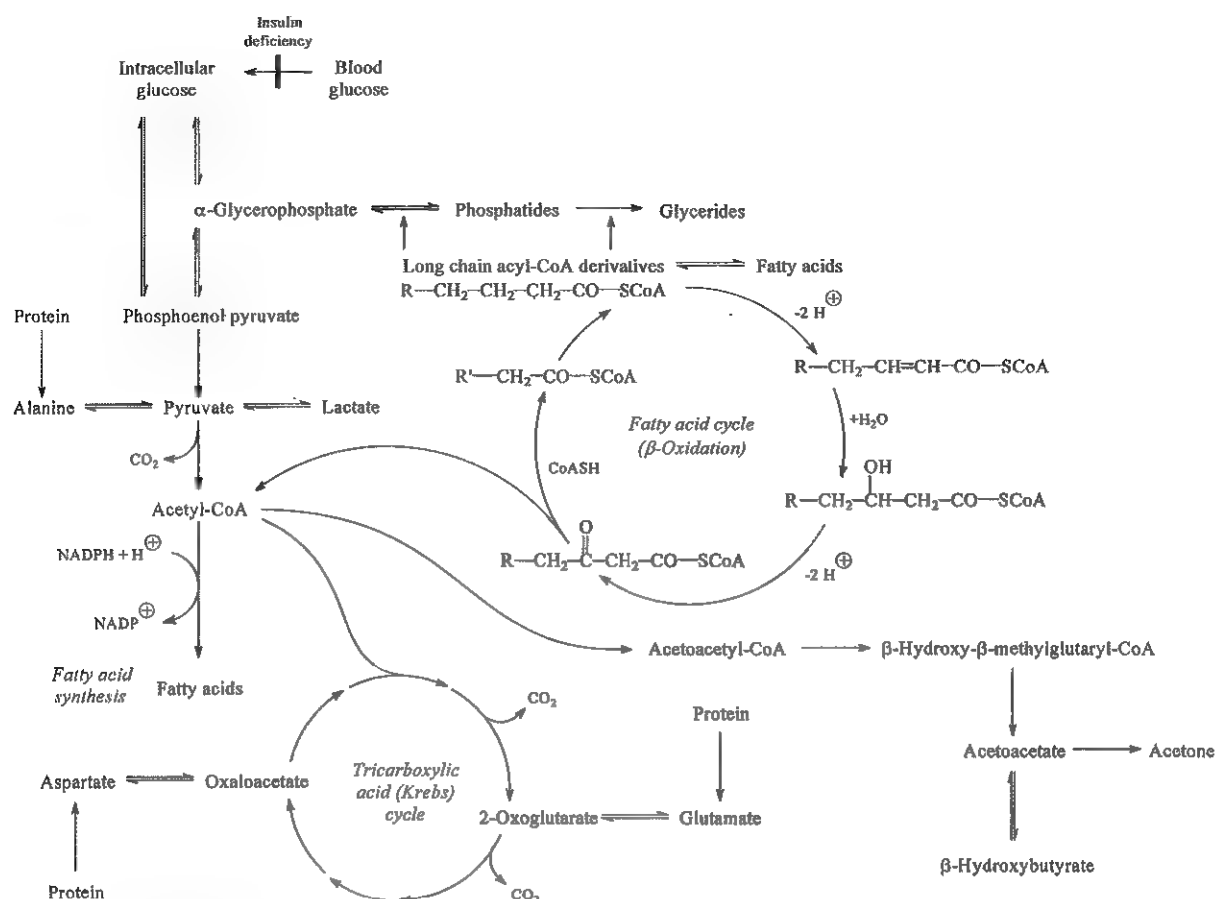 Insulin
deficiency
Intracellular
glucose
Blood
glucose
α-Glycerophosphate
Phosphatides
Glycerides
Long chain acyl-CoA derivalives
Fatty acids
R—CH₂—CH₂—CH₂—CO—SCoA
-2 H⊕
Protein
Phosphoenol pyruvate
R'—CH₂—CO—SCoA
R—CH₂—CH=CH—CO—SCoA
Alanine
Pyruvate
Lactate
Fatty acid cycle
(β-Oxidation)
+H₂O
CO₂
CoASH
OH
R—CH₂—CH—CH₂—CO—SCoA
Acetyl-CoA
O
R—CH₂—C—CH₂—CO—SCoA
-2 H⊕
NADPH + H⊕
NADP⊕
Acetoacetyl-CoA
β-Hydroxy-β-methylglutaryl-CoA
Fatty acid
synthesis
Fatty acids
CO₂
Protein
Acetoacetate
Acetone
Aspartate
Oxaloacetate
Tricarboxylic
acid (Krebs)
cycle
2-Oxoglutarate
Glutamate
β-Hydroxybutyrate
Protein
CO₂